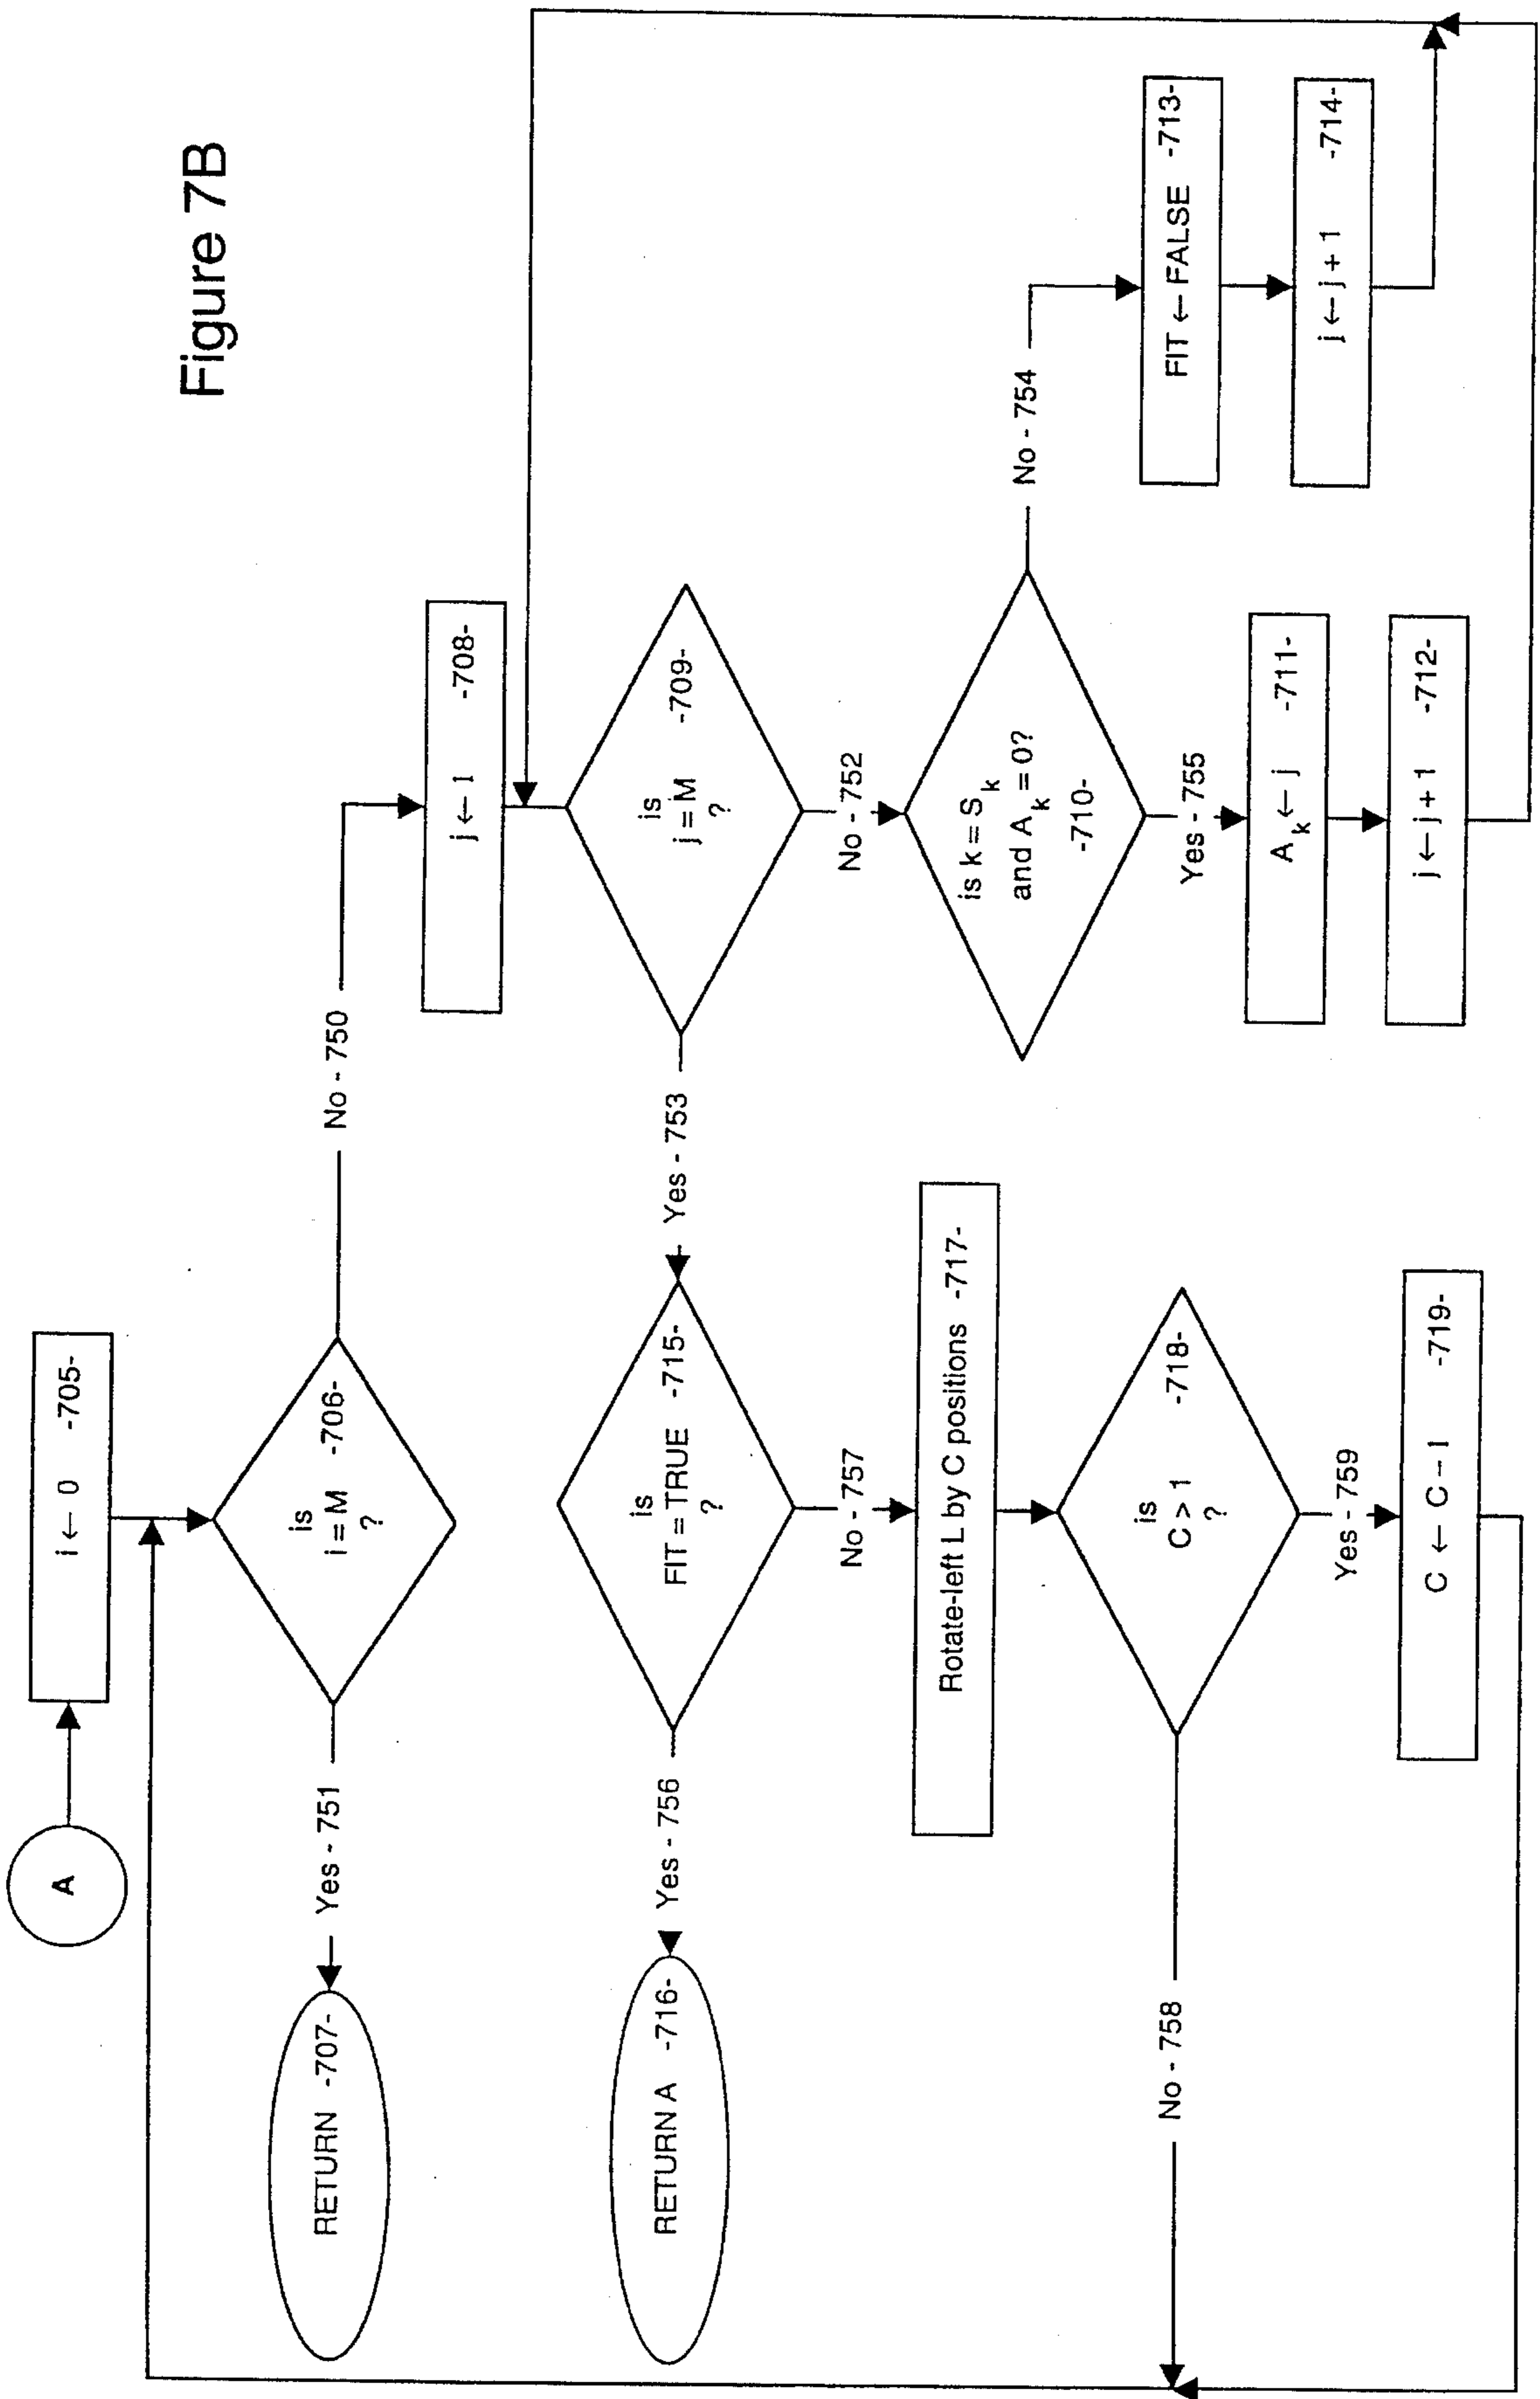 Figure 7B
A
i ← 0 -705-
is
i = M -706-
?
Yes - 751
RETURN -707-
No - 750
j ← 1 -708-
is
j = M -709-
?
Yes - 753
No - 752
is k = S k
and A k = 0?
-710-
No - 754
FIT ← FALSE -713-
j ← j + 1 -714-
Yes - 755
A k ← j -711-
j ← j + 1 -712-
is
FIT = TRUE -715-
?
Yes - 756
RETURN A -716-
No - 757
Rotate-left L by C positions -717-
is
C > 1 -718-
?
No - 758
Yes - 759
C ← C - 1 -719-